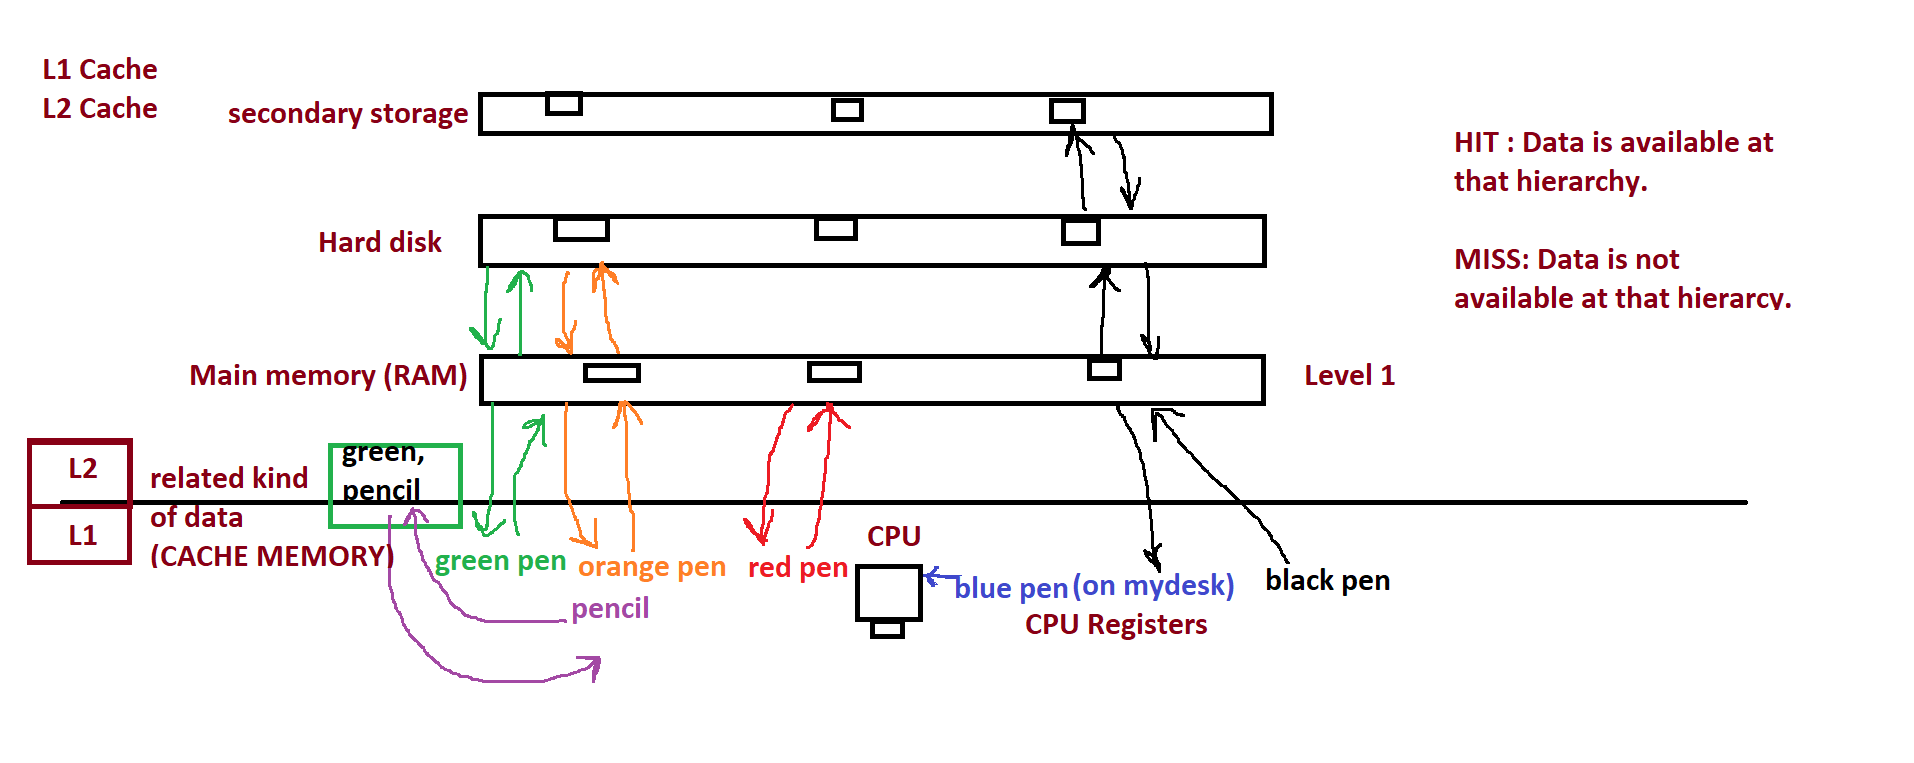 L1 Cache
L2 Cache
secondary storage
HIT : Data is available at
that hierarchy.
Hard disk
MISS: Data is not
available at that hierarcy.
Main memory (RAM)
Level 1
L2
L1
related kind
of data
(CACHE MEMORY)
green,
pencil
green pen
orange pen
red pen
CPU
pencil
blue pen (on mydesk)
CPU Registers
black pen